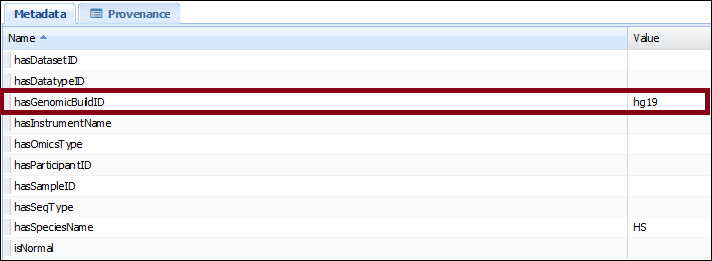 Metadata Provenance
Name Value
hasDatasetID
hasDatatypeID
hasGenomicBuildID hg19
hasInstrumentName
hasOmicsType
hasParticipantID
hasSampleID
hasSeqType
hasSpeciesName HS
isNormal